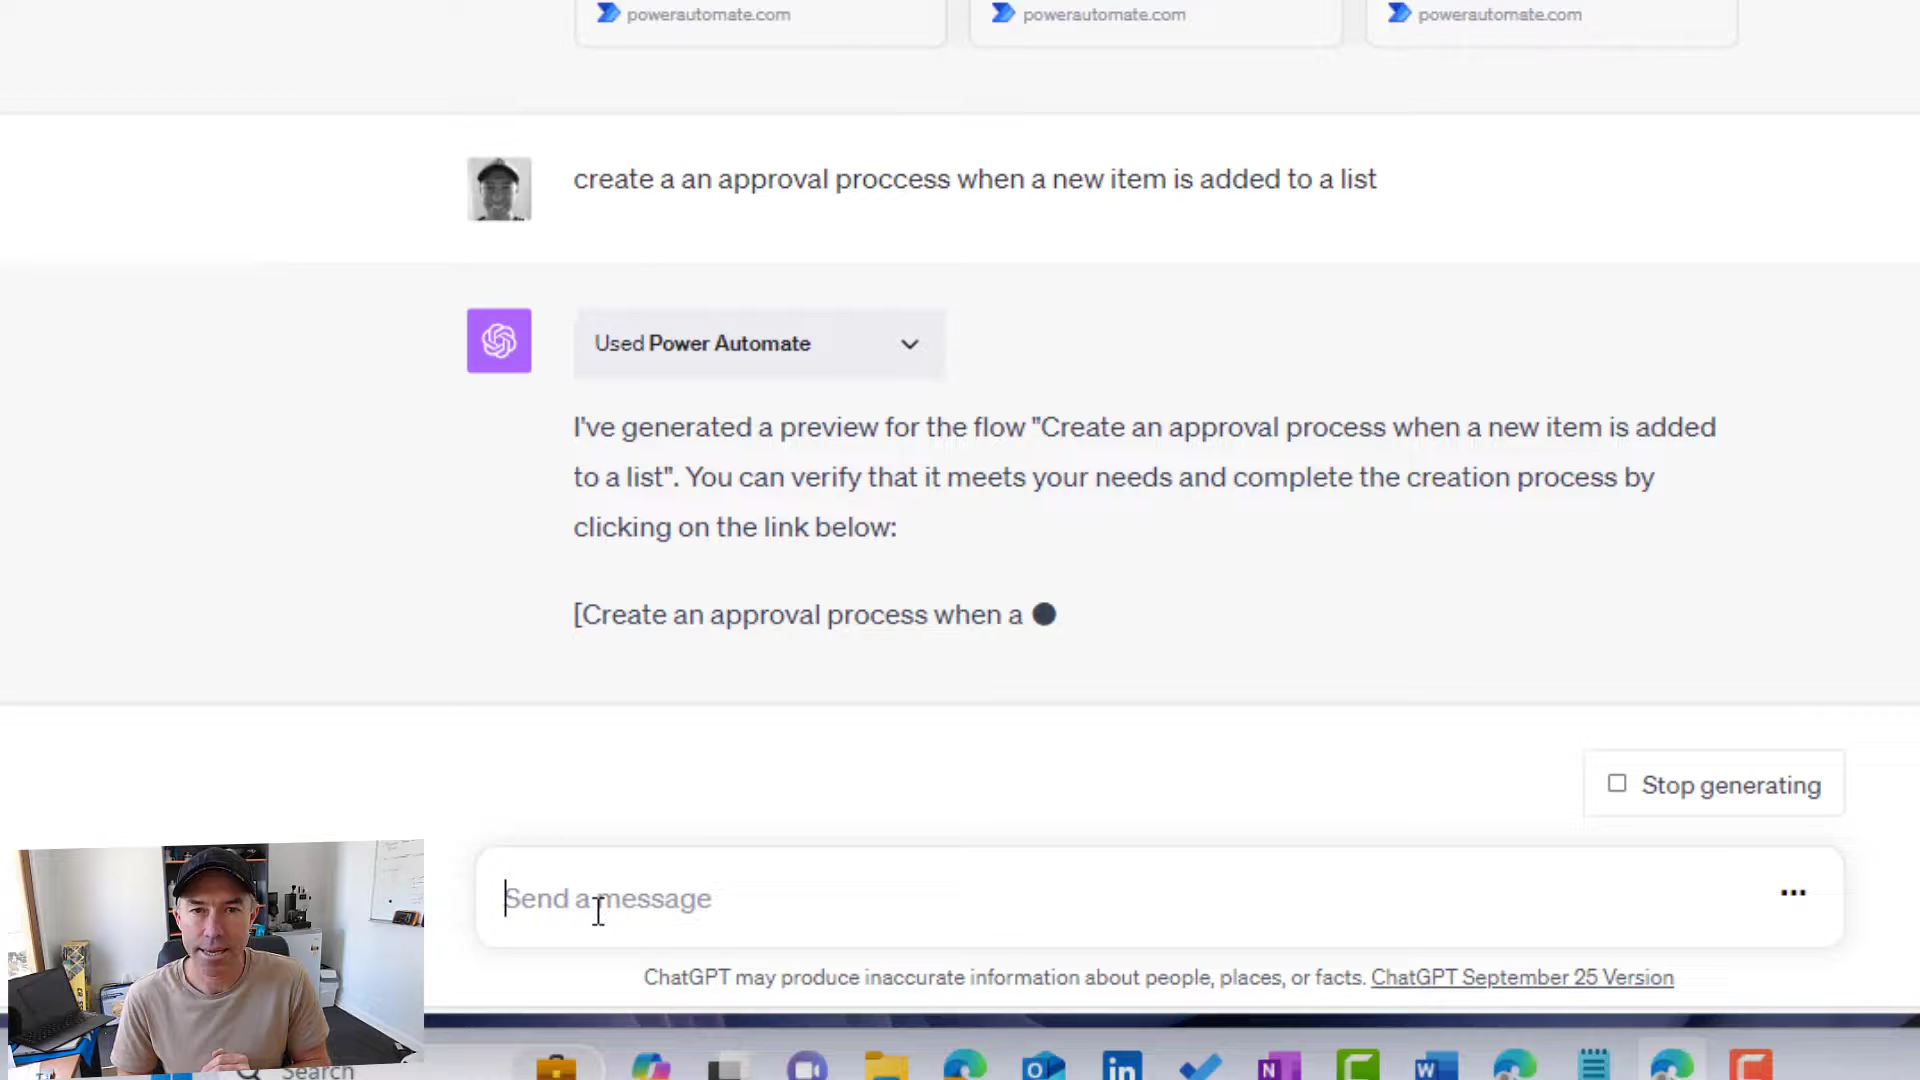 powerautomate.com powerautomate.com powerautomate.com
create a an approval proccess when a new item is added to a list
Used Power Automate
I've generated a preview for the flow "Create an approval process when a new item is added
to a list". You can verify that it meets your needs and complete the creation process by
clicking on the link below:
[Create an approval process when a
Stop generating
Send a message
ChatGPT may produce inaccurate information about people, places, or facts. ChatGPT September 25 Version
Search